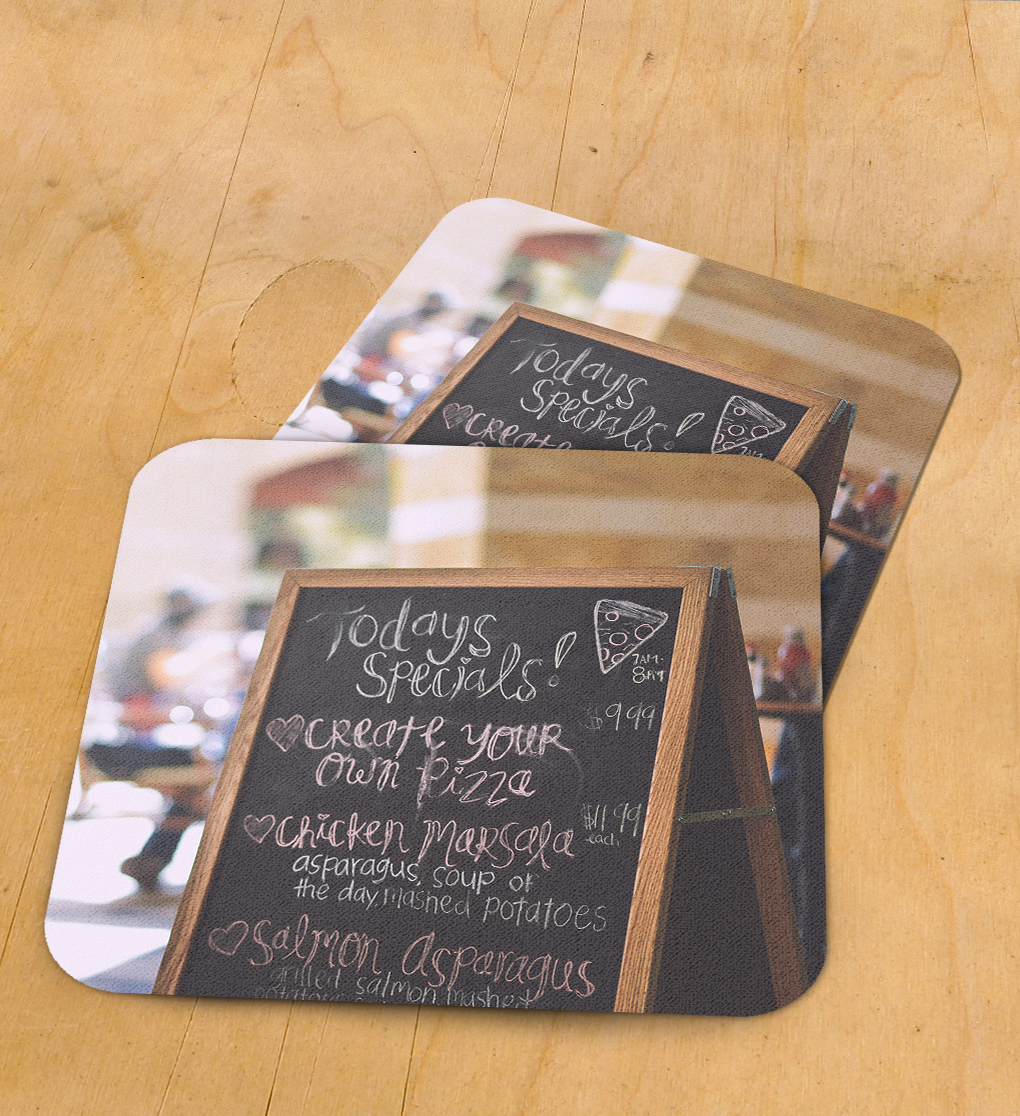 Todays
Specials!
create
Todays
Specials!
7AM-
8PM
create your
own pizza
$9.99
chicken Marsala
$11.99
each
asparagus, soup of
the day, mashed potatoes
Salmon Asparagus
grilled salmon mashed